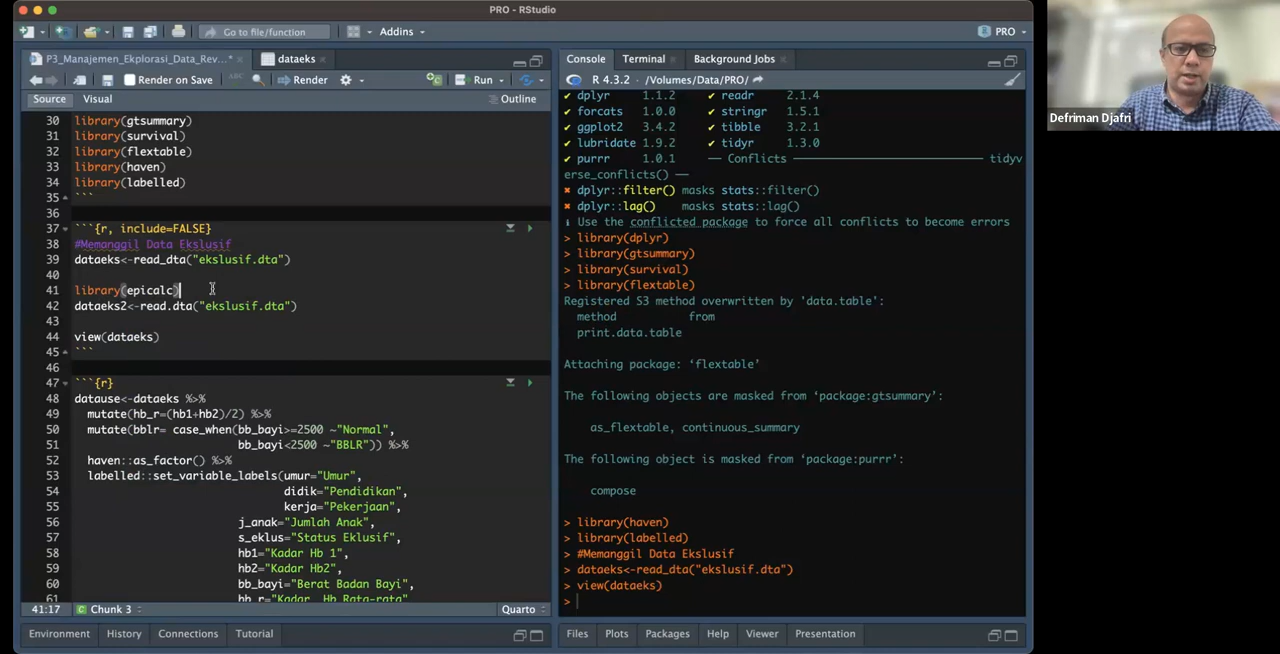 PRO - RStudio
Go to file/function
Addins
PRO
P3_Manajemen_Ekplorasi_Data_Rev...*
dataeks
Render on Save
ABC
Render
Run
Source
Visual
Outline
30 library(gtsummary)
31 library(survival)
32 library(flextable)
33 library(haven)
34 library(labelled)
35 ```
36
37 ```{r, include=FALSE}
38 #Memanggil Data Ekslusif
39 dataeks<-read_dta("ekslusif.dta")
40
41 library(epicalc)
42 dataeks2<-read.dta("ekslusif.dta")
43
44 view(dataeks)
45 ```
46
47 ```{r}
48 datause<-dataeks %>%
49 mutate(hb_r=(hb1+hb2)/2) %>%
50 mutate(bblr= case_when(bb_bayi>=2500 ~"Normal",
51 bb_bayi<2500 ~"BBLR")) %>%
52 haven::as_factor() %>%
53 labelled::set_variable_labels(umur="Umur",
54 didik="Pendidikan",
55 kerja="Pekerjaan",
56 j_anak="Jumlah Anak",
57 s_eklus="Status Eklusif",
58 hb1="Kadar Hb 1",
59 hb2="Kadar Hb2",
60 bb_bayi="Berat Badan Bayi",
61 hb_r="Kadar Hb Rata-rata"
41:17
Chunk 3
Quarto
Environment
History
Connections
Tutorial
Console
Terminal
Background Jobs
R 4.3.2 · /Volumes/Data/PRO/
✔ dplyr 1.1.2 ✔ readr 2.1.4
✔ forcats 1.0.0 ✔ stringr 1.5.1
✔ ggplot2 3.4.2 ✔ tibble 3.2.1
✔ lubridate 1.9.2 ✔ tidyr 1.3.0
✔ purrr 1.0.1 ── Conflicts ──────────────── tidyv
erse_conflicts() ──
✖ dplyr::filter() masks stats::filter()
✖ dplyr::lag() masks stats::lag()
ℹ Use the conflicted package to force all conflicts to become errors
> library(dplyr)
> library(gtsummary)
> library(survival)
> library(flextable)
Registered S3 method overwritten by 'data.table':
method from
print.data.table
Attaching package: ‘flextable’
The following objects are masked from ‘package:gtsummary’:
as_flextable, continuous_summary
The following object is masked from ‘package:purrr’:
compose
> library(haven)
> library(labelled)
> #Memanggil Data Ekslusif
> dataeks<-read_dta("ekslusif.dta")
> view(dataeks)
>
Files
Plots
Packages
Help
Viewer
Presentation
Defriman Djafri